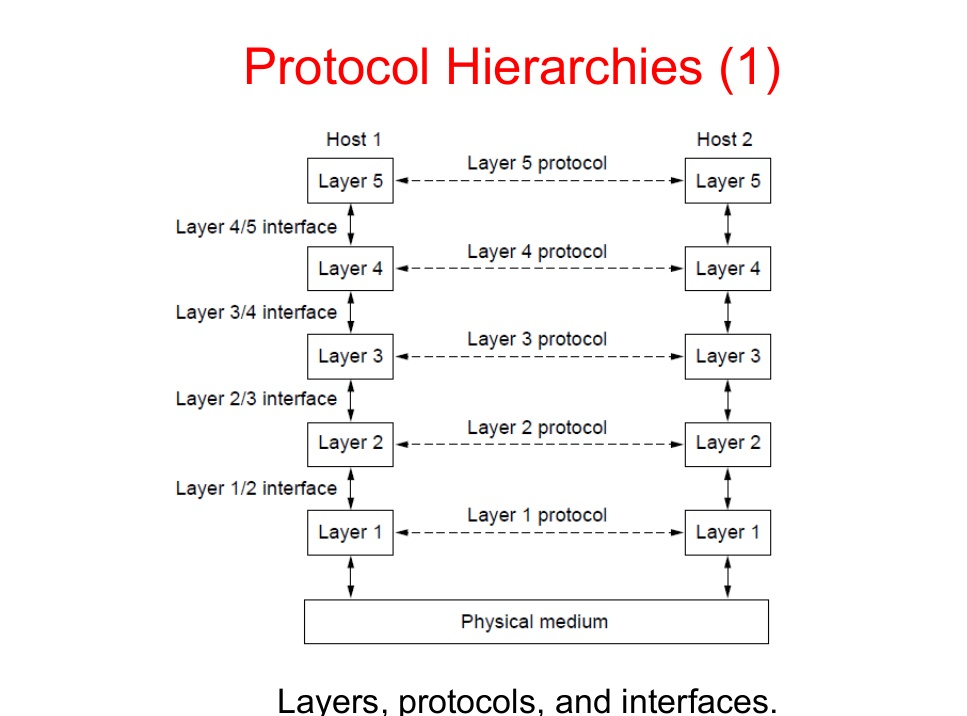 Protocol Hierarchies (1)
Host 1
Host 2
Layer 5 protocol
Layer 5
Layer 5
Layer 4/5 interface
Layer 4 protocol
Layer 4
Layer 4
Layer 3/4 interface
Layer 3 protocol
Layer 3
Layer 3
Layer 2/3 interface
Layer 2 protocol
Layer 2
Layer 2
Layer 1/2 interface
Layer 1 protocol
Layer 1
Layer 1
Physical medium
Layers, protocols, and interfaces.